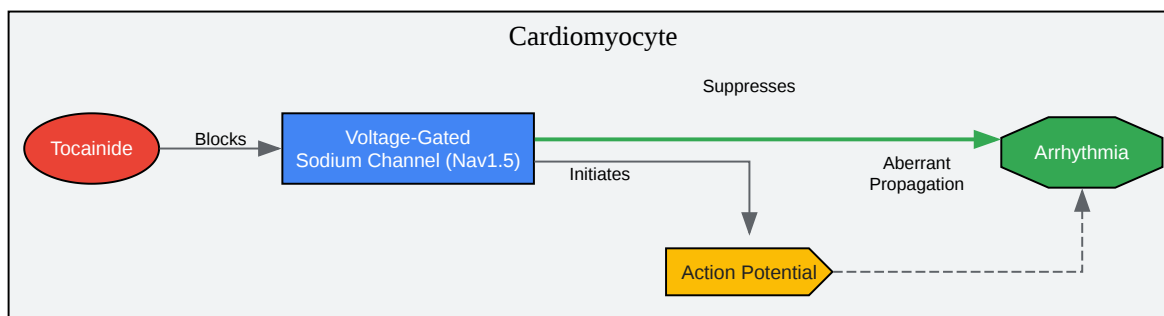 Cardiomyocyte
Suppresses
Tocainide
Blocks
Voltage-Gated
Sodium Channel (Nav1.5)
Initiates
Aberrant
Propagation
Arrhythmia
Action Potential